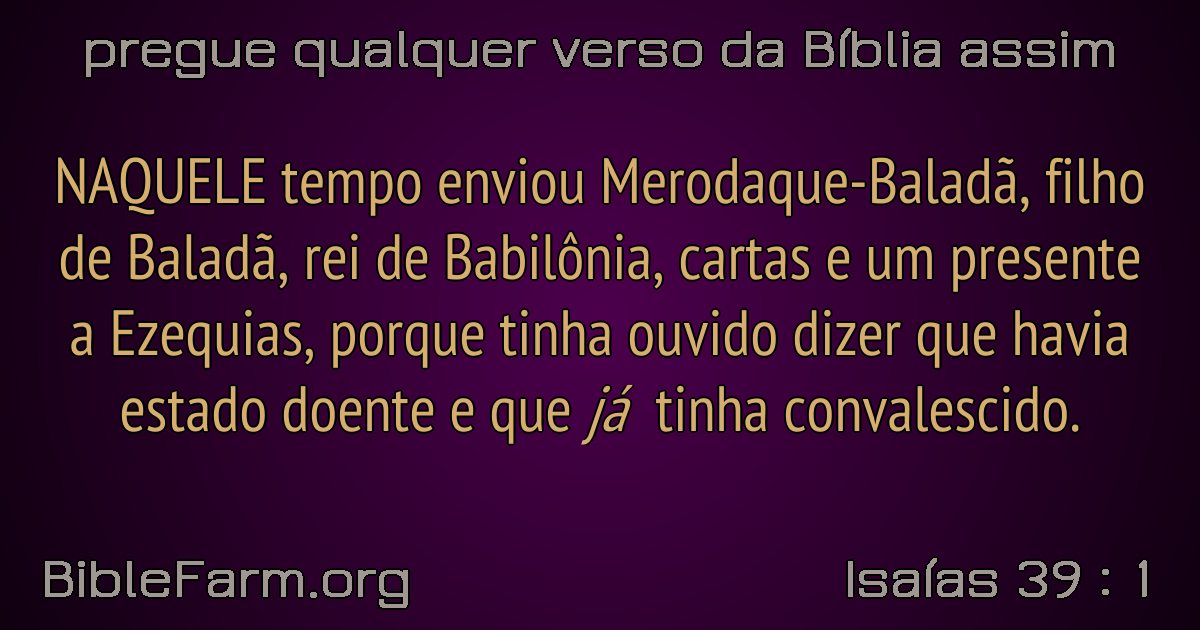 pregue qualquer verso da Bíblia assim
NAQUELE tempo enviou Merodaque-Baladã, filho
de Baladã, rei de Babilônia, cartas e um presente
a Ezequias, porque tinha ouvido dizer que havia
estado doente e que já tinha convalescido.
BibleFarm.org
Isaías 39 : 1